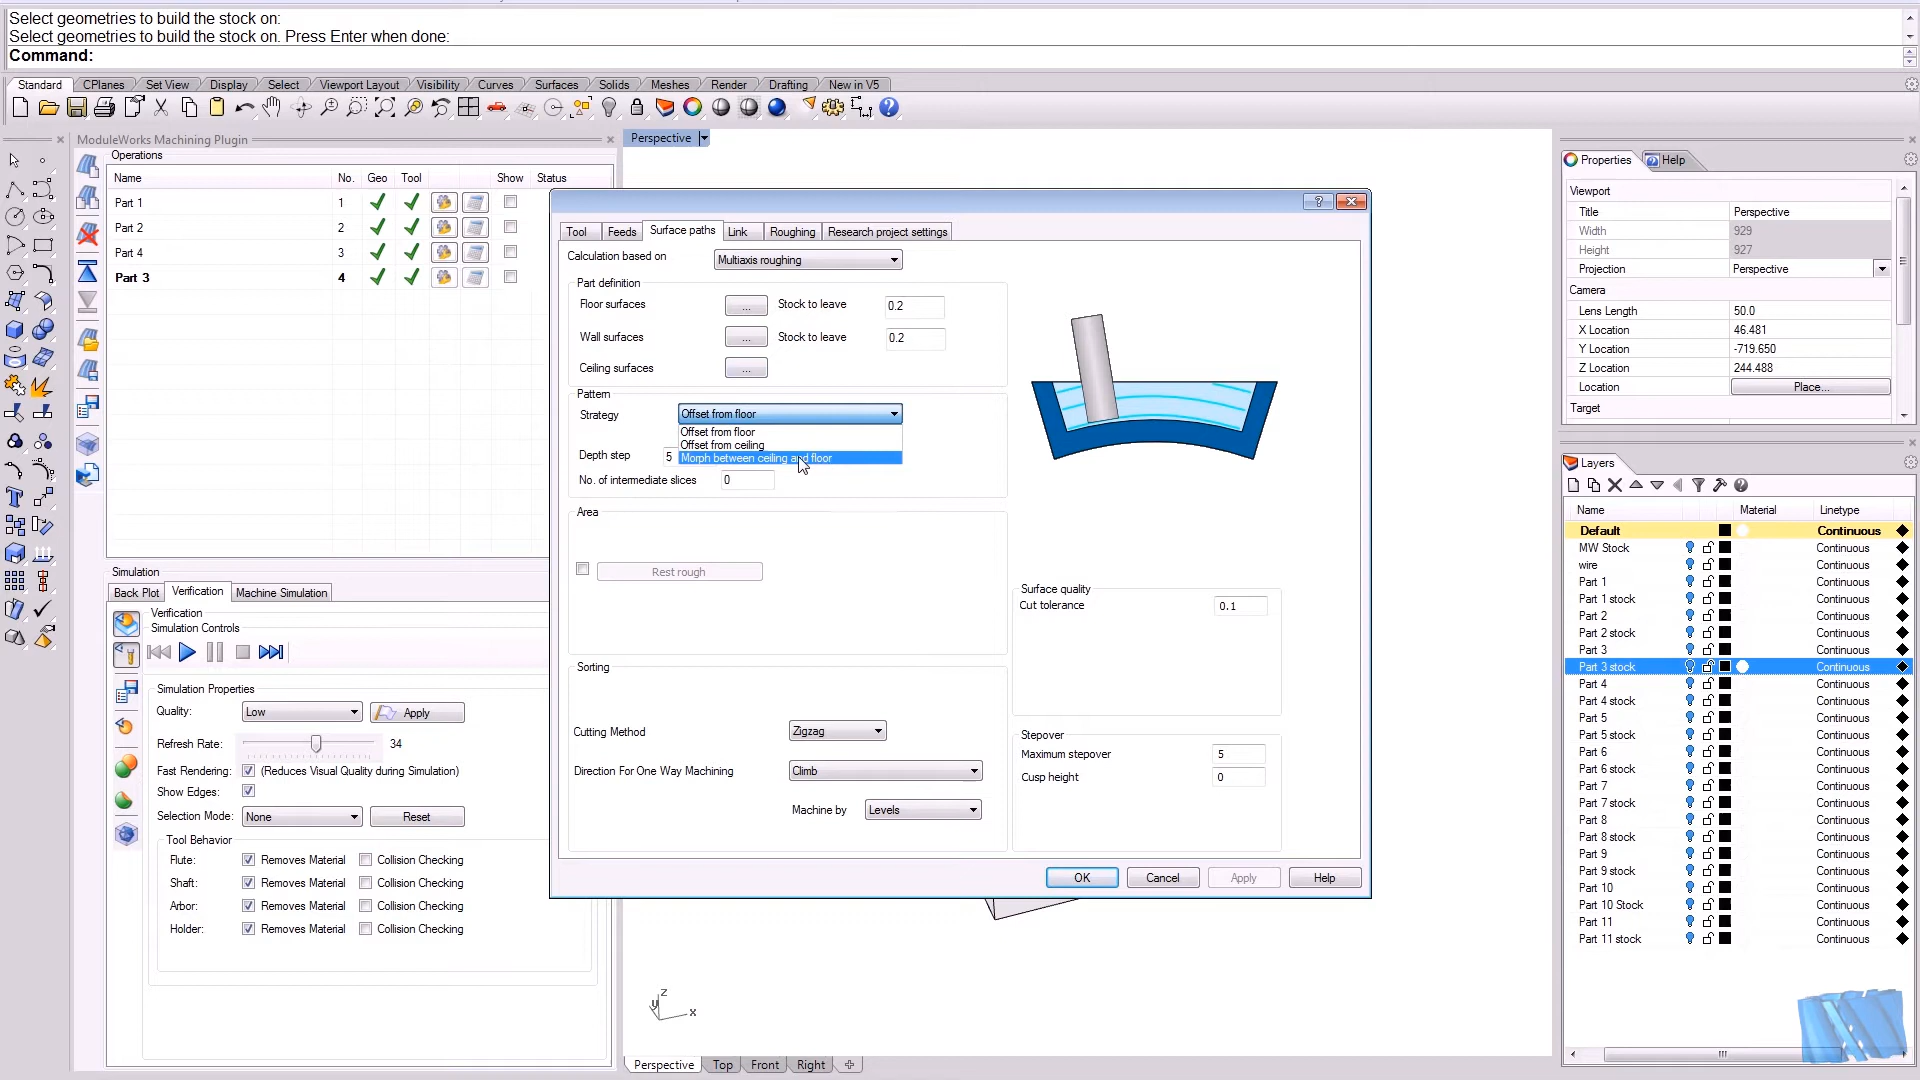 Select geometries to build the stock on:
Select geometries to build the stock on. Press Enter when done:
Command:
Standard CPlanes Set View Display Select Viewport Layout Visibility Curves Surfaces Solids Meshes Render Drafting New in V5
ModuleWorks Machining Plugin
Operations
Name No. Geo Tool Show Status
Part 1 1
Part 2 2
Part 4 3
Part 3 4
Simulation
Back Plot Verification Machine Simulation
Verification
Simulation Controls
Simulation Properties
Quality: Low Apply
Refresh Rate: 34
Fast Rendering: (Reduces Visual Quality during Simulation)
Show Edges:
Selection Mode: None Reset
Tool Behavior
Flute: Removes Material Collision Checking
Shaft: Removes Material Collision Checking
Arbor: Removes Material Collision Checking
Holder: Removes Material Collision Checking
Perspective
Tool Feeds Surface paths Link Roughing Research project settings
Calculation based on Multiaxis roughing
Part definition
Floor surfaces ... Stock to leave 0.2
Wall surfaces ... Stock to leave 0.2
Ceiling surfaces ...
Pattern
Strategy Offset from floor
Offset from floor
Offset from ceiling
Depth step 5 Morph between ceiling and floor
No. of intermediate slices 0
Area
Rest rough
Sorting
Cutting Method Zigzag
Direction For One Way Machining Climb
Machine by Levels
Surface quality
Cut tolerance 0.1
Stepover
Maximum stepover 5
Cusp height 0
OK Cancel Apply Help
z
y
x
Perspective Top Front Right
Properties Help
Viewport
Title Perspective
Width 929
Height 927
Projection Perspective
Camera
Lens Length 50.0
X Location 46.481
Y Location -719.650
Z Location 244.488
Location Place...
Target
Layers
Name Material Linetype
Default Continuous
MW Stock Continuous
wire Continuous
Part 1 Continuous
Part 1 stock Continuous
Part 2 Continuous
Part 2 stock Continuous
Part 3 Continuous
Part 3 stock Continuous
Part 4 Continuous
Part 4 stock Continuous
Part 5 Continuous
Part 5 stock Continuous
Part 6 Continuous
Part 6 stock Continuous
Part 7 Continuous
Part 7 stock Continuous
Part 8 Continuous
Part 8 stock Continuous
Part 9 Continuous
Part 9 stock Continuous
Part 10 Continuous
Part 10 Stock Continuous
Part 11 Continuous
Part 11 stock Continuous